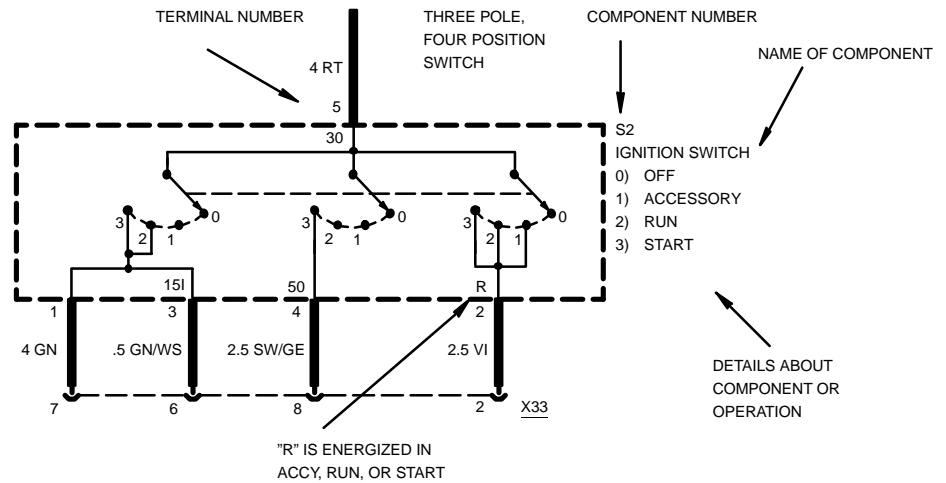 TERMINAL NUMBER
THREE POLE,
FOUR POSITION
SWITCH
COMPONENT NUMBER
NAME OF COMPONENT
4 RT
5
30
S2
IGNITION SWITCH
0) OFF
1) ACCESSORY
2) RUN
3) START
3 2 1 0
3 2 1 0
3 2 1 0
15I
50
R
1
3
4
2
4 GN
.5 GN/WS
2.5 SW/GE
2.5 VI
7
6
8
2
X33
DETAILS ABOUT
COMPONENT OR
OPERATION
"R" IS ENERGIZED IN
ACCY, RUN, OR START